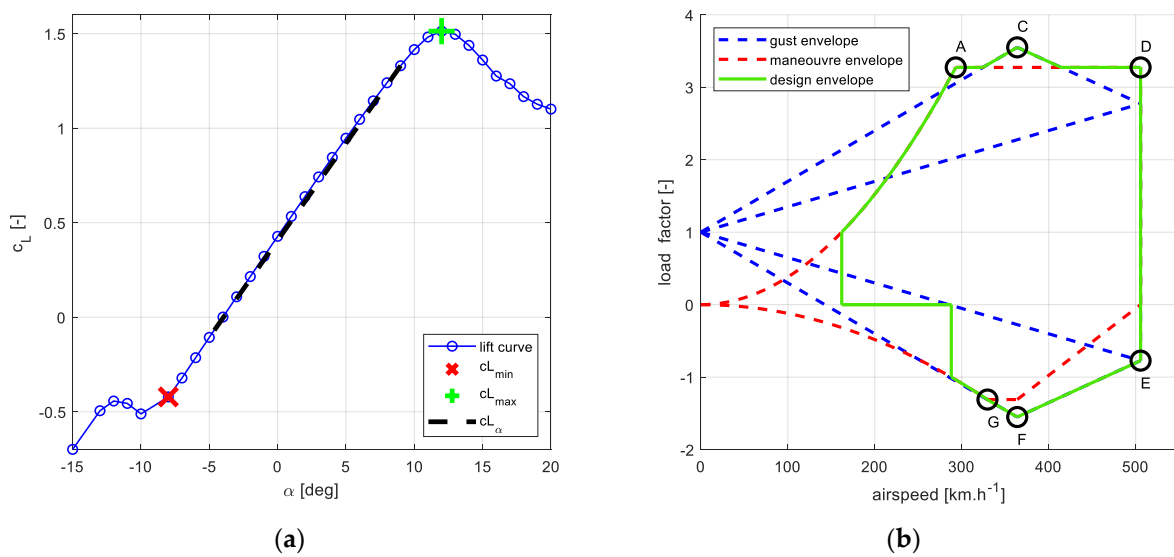 1.5
1
0.5
0
-0.5
-15
-10
-5
0
5
10
15
20
c_L [-]
α [deg]
lift curve
cL_min
cL_max
cL_α
(a)
4
3
2
1
0
-1
-2
0
100
200
300
400
500
load factor [-]
airspeed [km.h⁻¹]
gust envelope
maneouvre envelope
design envelope
A
C
D
E
G
F
(b)